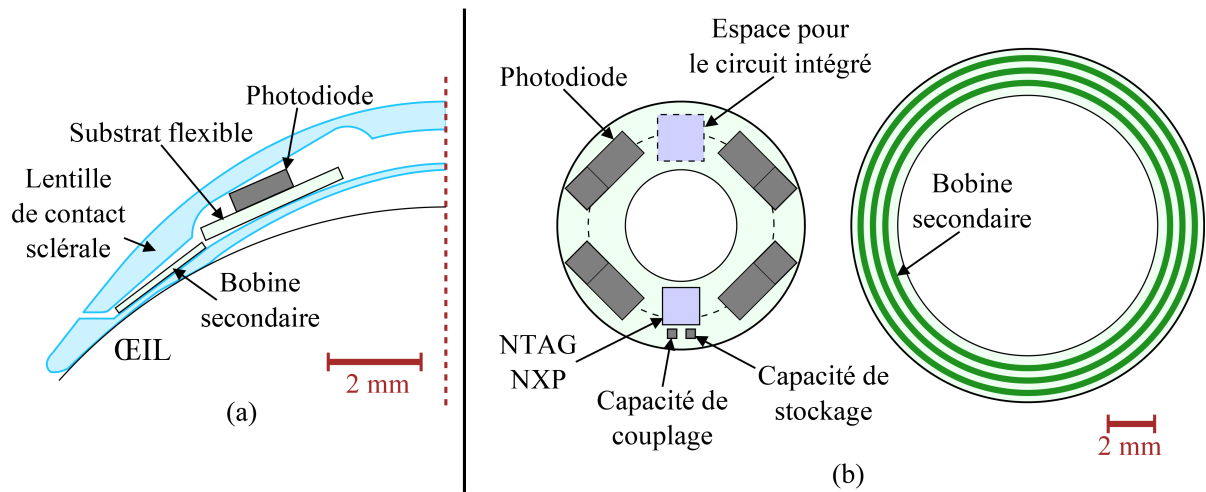 Photodiode
Substrat flexible
Lentille
de contact
sclérale
Bobine
secondaire
ŒIL
2 mm
(a)
Espace pour
le circuit intégré
Photodiode
Bobine
secondaire
NTAG
NXP
Capacité de
couplage
Capacité de
stockage
2 mm
(b)